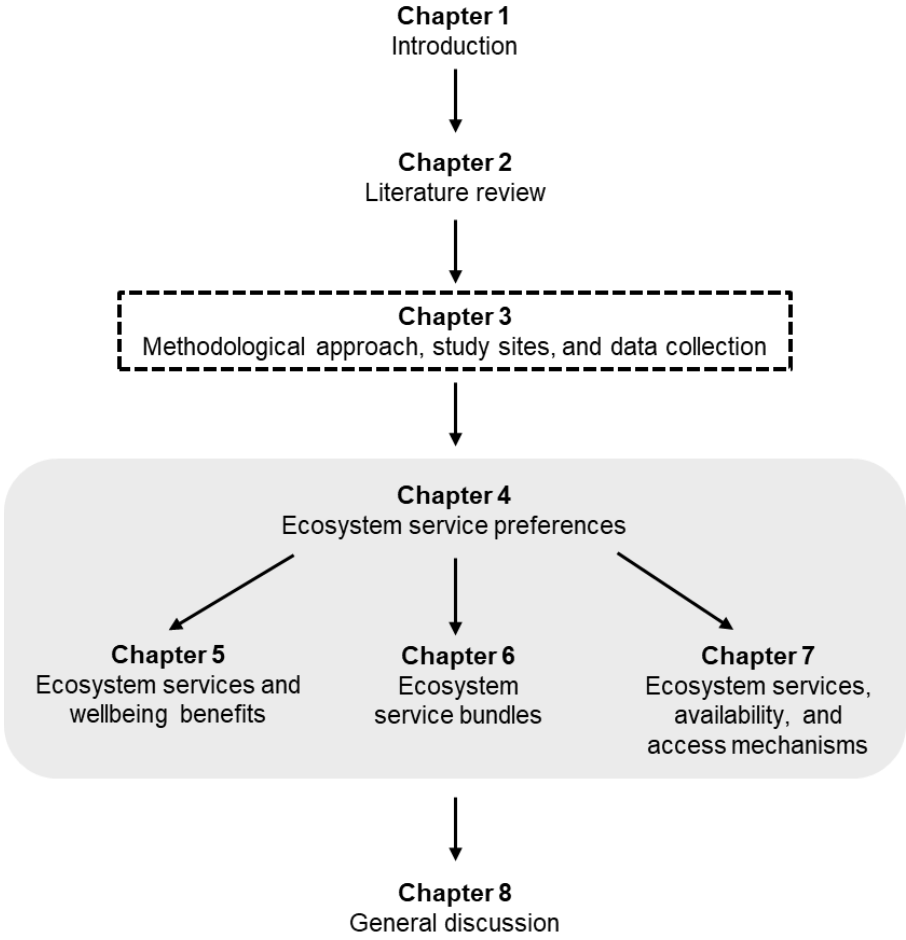 Chapter 1
Introduction
Chapter 2
Literature review
Chapter 3
Methodological approach, study sites, and data collection
Chapter 4
Ecosystem service preferences
Chapter 5
Ecosystem services and
wellbeing benefits
Chapter 6
Ecosystem
service bundles
Chapter 7
Ecosystem services,
availability, and
access mechanisms
Chapter 8
General discussion